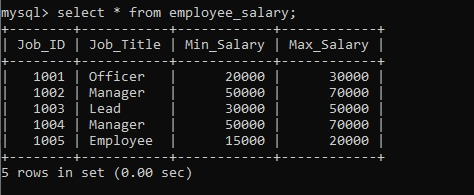 mysql> select * from employee_salary;
+--------+-----------+------------+------------+
| Job_ID | Job_Title | Min_Salary | Max_Salary |
+--------+-----------+------------+------------+
|   1001 | Officer   |      20000 |      30000 |
|   1002 | Manager   |      50000 |      70000 |
|   1003 | Lead      |      30000 |      50000 |
|   1004 | Manager   |      50000 |      70000 |
|   1005 | Employee  |      15000 |      20000 |
+--------+-----------+------------+------------+
5 rows in set (0.00 sec)